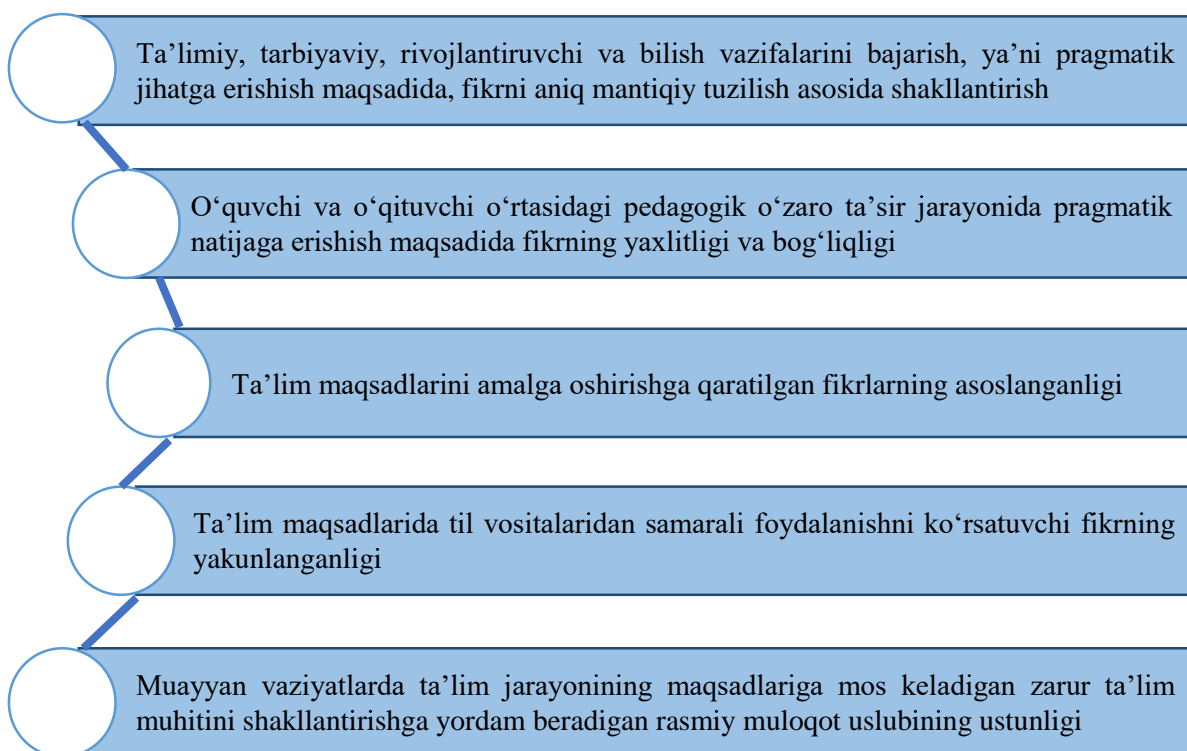 Ta’limiy, tarbiyaviy, rivojlantiruvchi va bilish vazifalarini bajarish, ya’ni pragmatik
jihatga erishish maqsadida, fikrni aniq mantiqiy tuzilish asosida shakllantirish
O‘quvchi va o‘qituvchi o‘rtasidagi pedagogik o‘zaro ta’sir jarayonida pragmatik
natijaga erishish maqsadida fikrning yaxlitligi va bog‘liqligi
Ta’lim maqsadlarini amalga oshirishga qaratilgan fikrlarning asoslanganligi
Ta’lim maqsadlarida til vositalaridan samarali foydalanishni ko‘rsatuvchi fikrning
yakunlanganligi
Muayyan vaziyatlarda ta’lim jarayonining maqsadlariga mos keladigan zarur ta’lim
muhitini shakllantirishga yordam beradigan rasmiy muloqot uslubining ustunligi